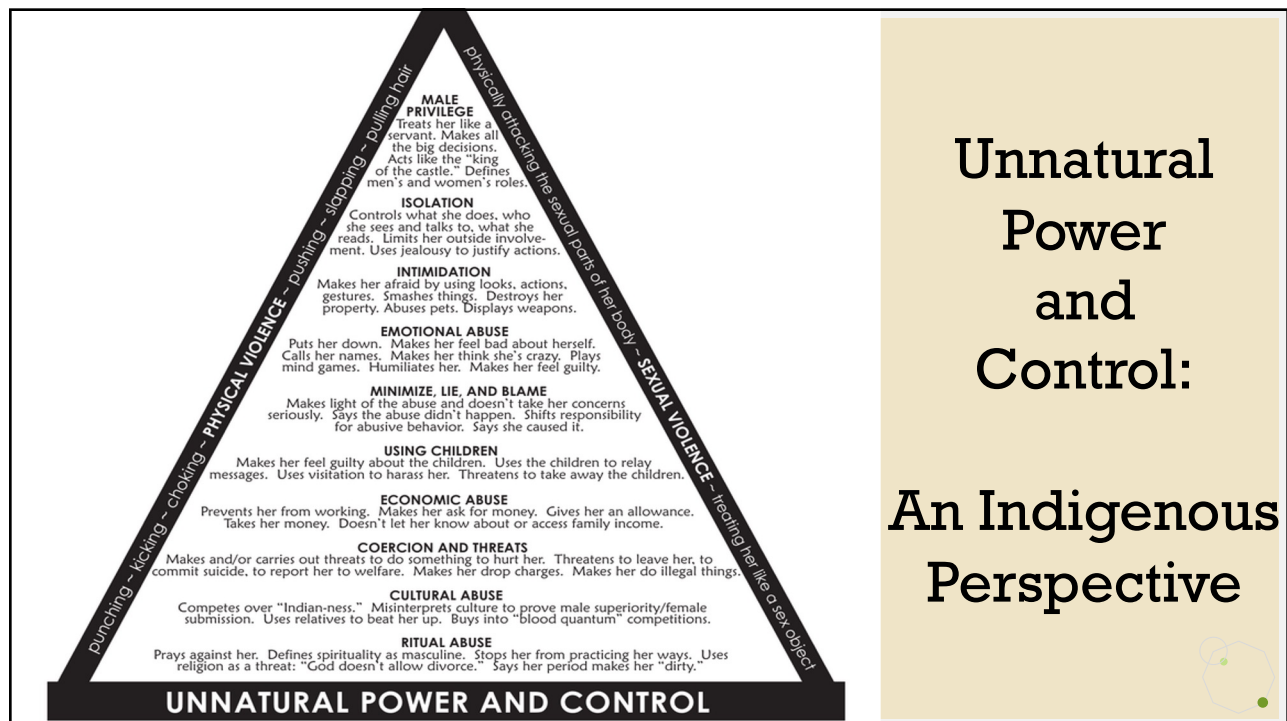 MALE
PRIVILEGE
Treats her like a
servant. Makes all
the big decisions.
Acts like the “king
of the castle.” Defines
men’s and women’s roles.
ISOLATION
Controls what she does, who
she sees and talks to, what she
reads. Limits her outside involve-
ment. Uses jealousy to justify actions.
INTIMIDATION
Makes her afraid by using looks, actions,
gestures. Smashes things. Destroys her
property. Abuses pets. Displays weapons.
EMOTIONAL ABUSE
Puts her down. Makes her feel bad about herself.
Calls her names. Makes her think she’s crazy. Plays
mind games. Humiliates her. Makes her feel guilty.
MINIMIZE, LIE, AND BLAME
Makes light of the abuse and doesn’t take her concerns
seriously. Says the abuse didn’t happen. Shifts responsibility
for abusive behavior. Says she caused it.
USING CHILDREN
Makes her feel guilty about the children. Uses the children to relay
messages. Uses visitation to harass her. Threatens to take away the children.
ECONOMIC ABUSE
Prevents her from working. Makes her ask for money. Gives her an allowance.
Takes her money. Doesn’t let her know about or access family income.
COERCION AND THREATS
Makes and/or carries out threats to do something to hurt her. Threatens to leave her, to
commit suicide, to report her to welfare. Makes her drop charges. Makes her do illegal things.
CULTURAL ABUSE
Competes over “Indian-ness.” Misinterprets culture to prove male superiority/female
submission. Uses relatives to beat her up. Buys into “blood quantum” competitions.
RITUAL ABUSE
Prays against her. Defines spirituality as masculine. Stops her from practicing her ways. Uses
religion as a threat: “God doesn’t allow divorce.” Says her period makes her “dirty.”
punching ~ kicking ~ choking ~ PHYSICAL VIOLENCE ~ pushing ~ slapping ~ pulling hair
physically attacking the sexual parts of her body ~ SEXUAL VIOLENCE ~ treating her like a sex object
UNNATURAL POWER AND CONTROL
Unnatural
Power
and
Control:
An Indigenous
Perspective